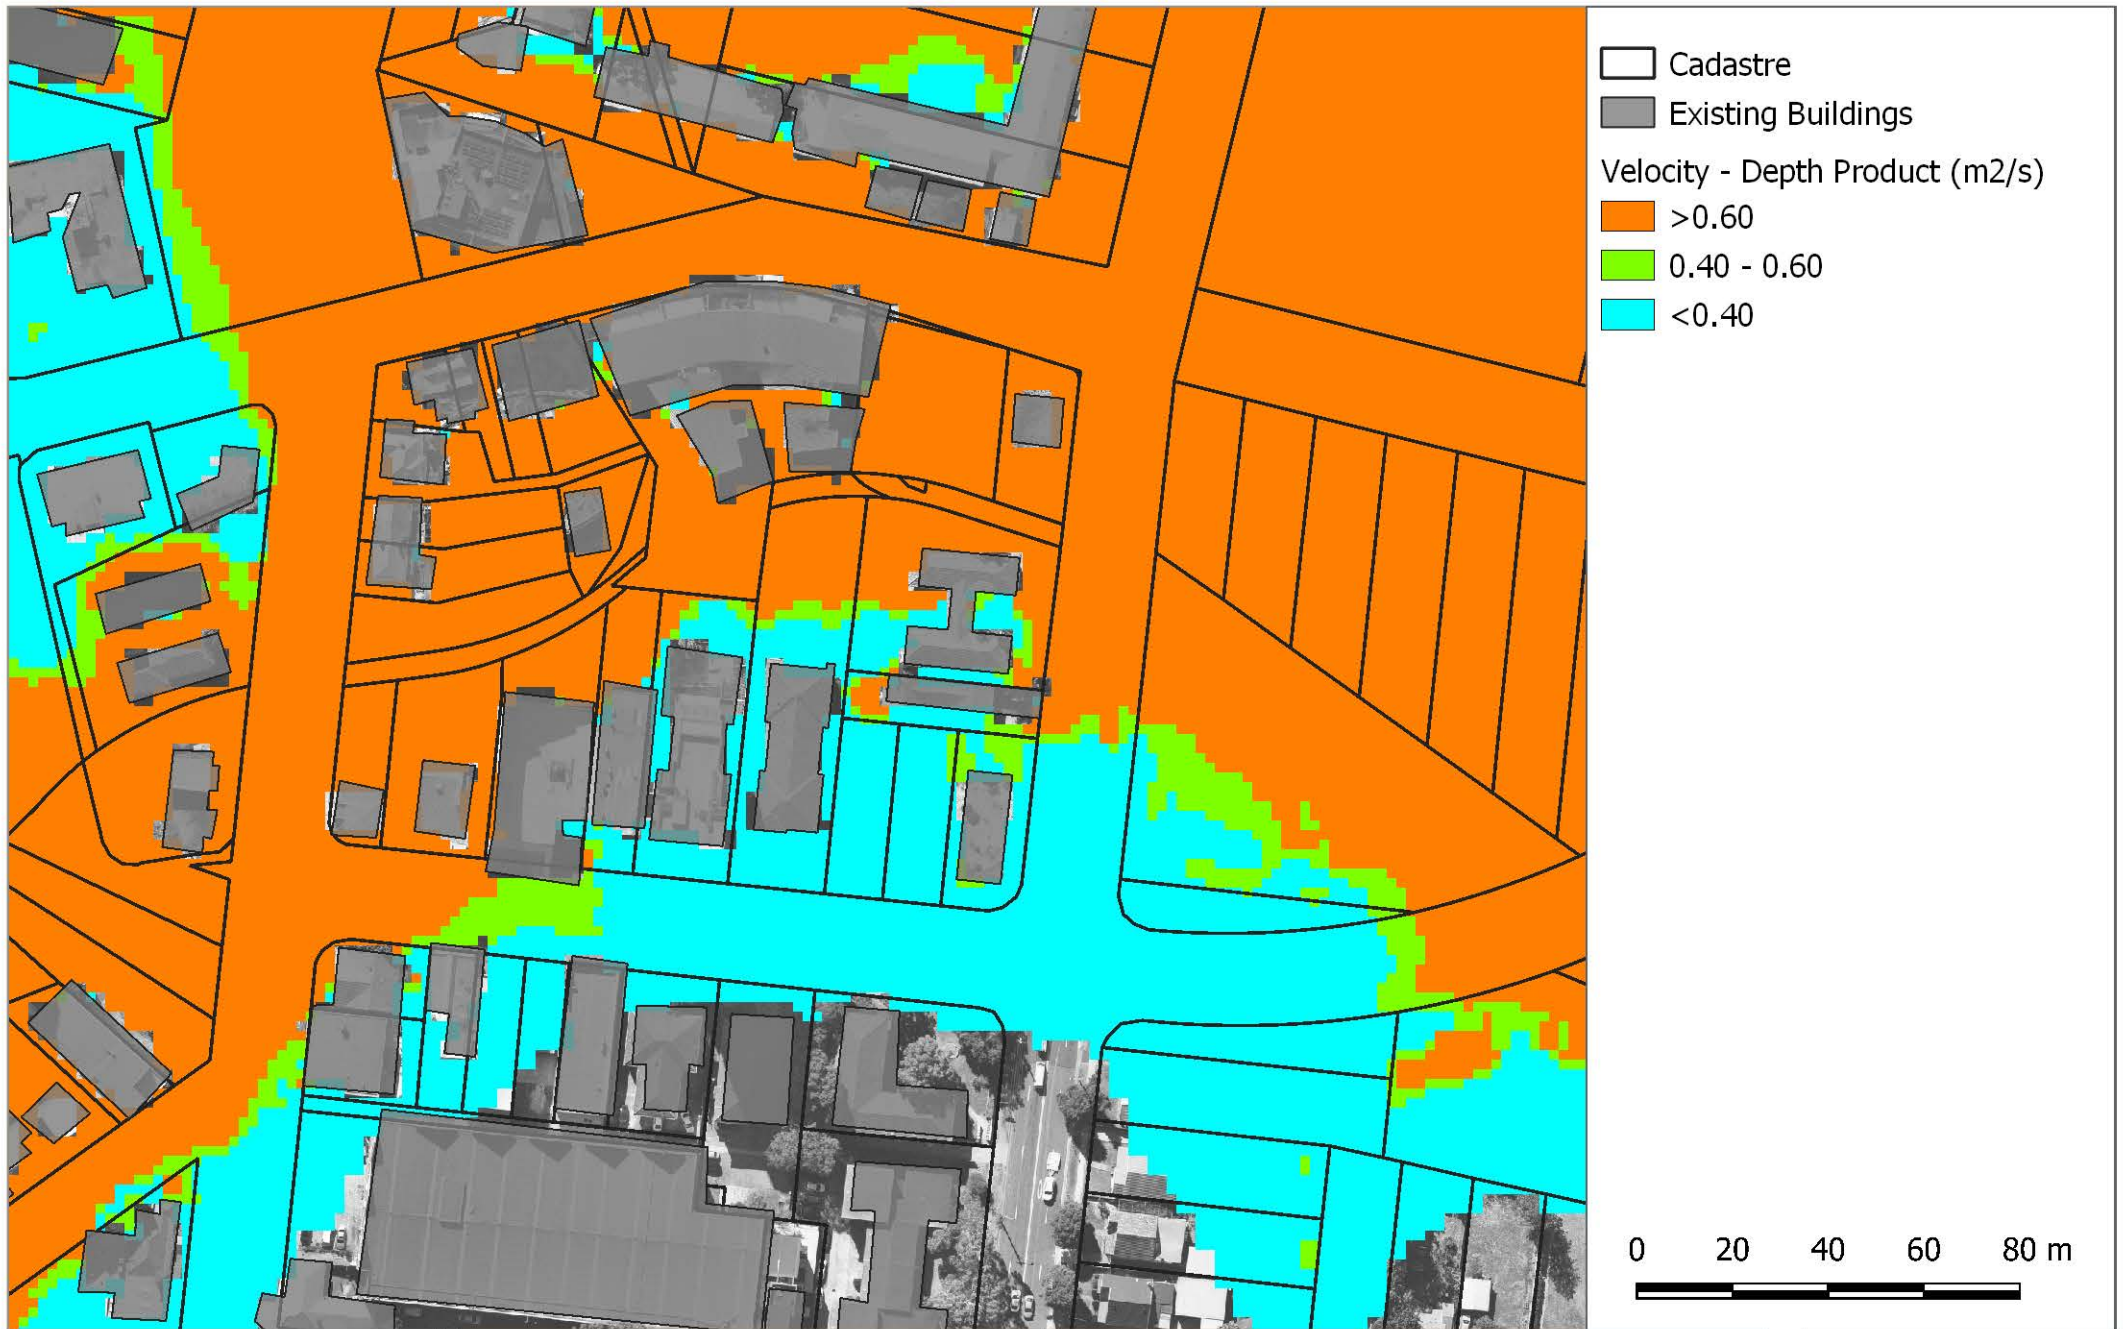 Cadastre
Existing Buildings
Velocity - Depth Product (m2/s)
>0.60
0.40 - 0.60
<0.40
0 20 40 60 80 m